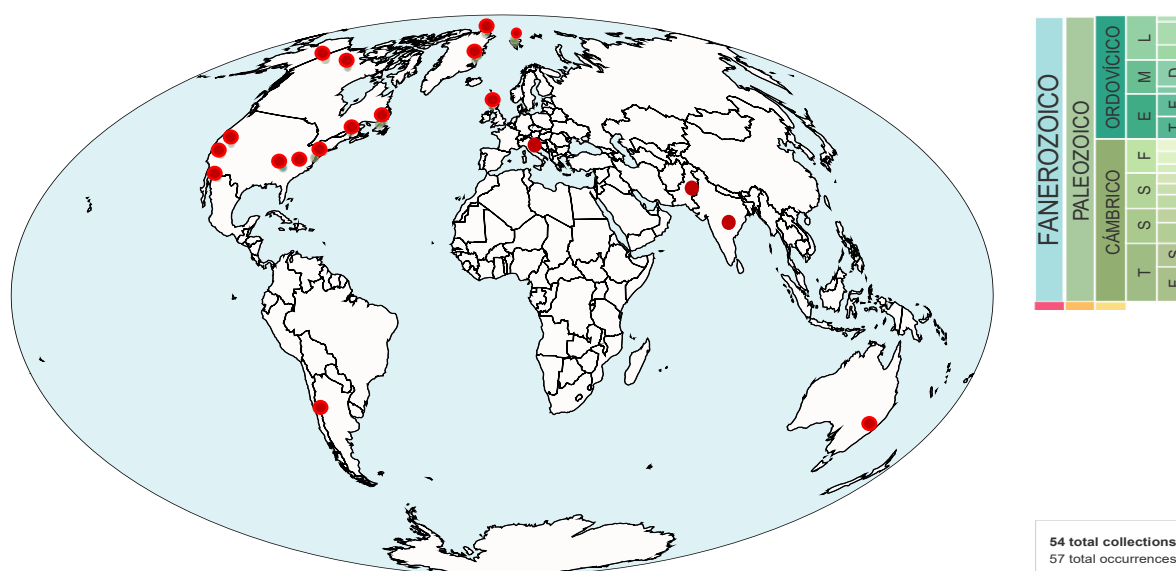 FANEROZOICO
PALEOZOICO
ORDOVÍCICO
CÁMBRICO
L
M
E
F
S
S
T
D
T
S
54 total collections
57 total occurrences